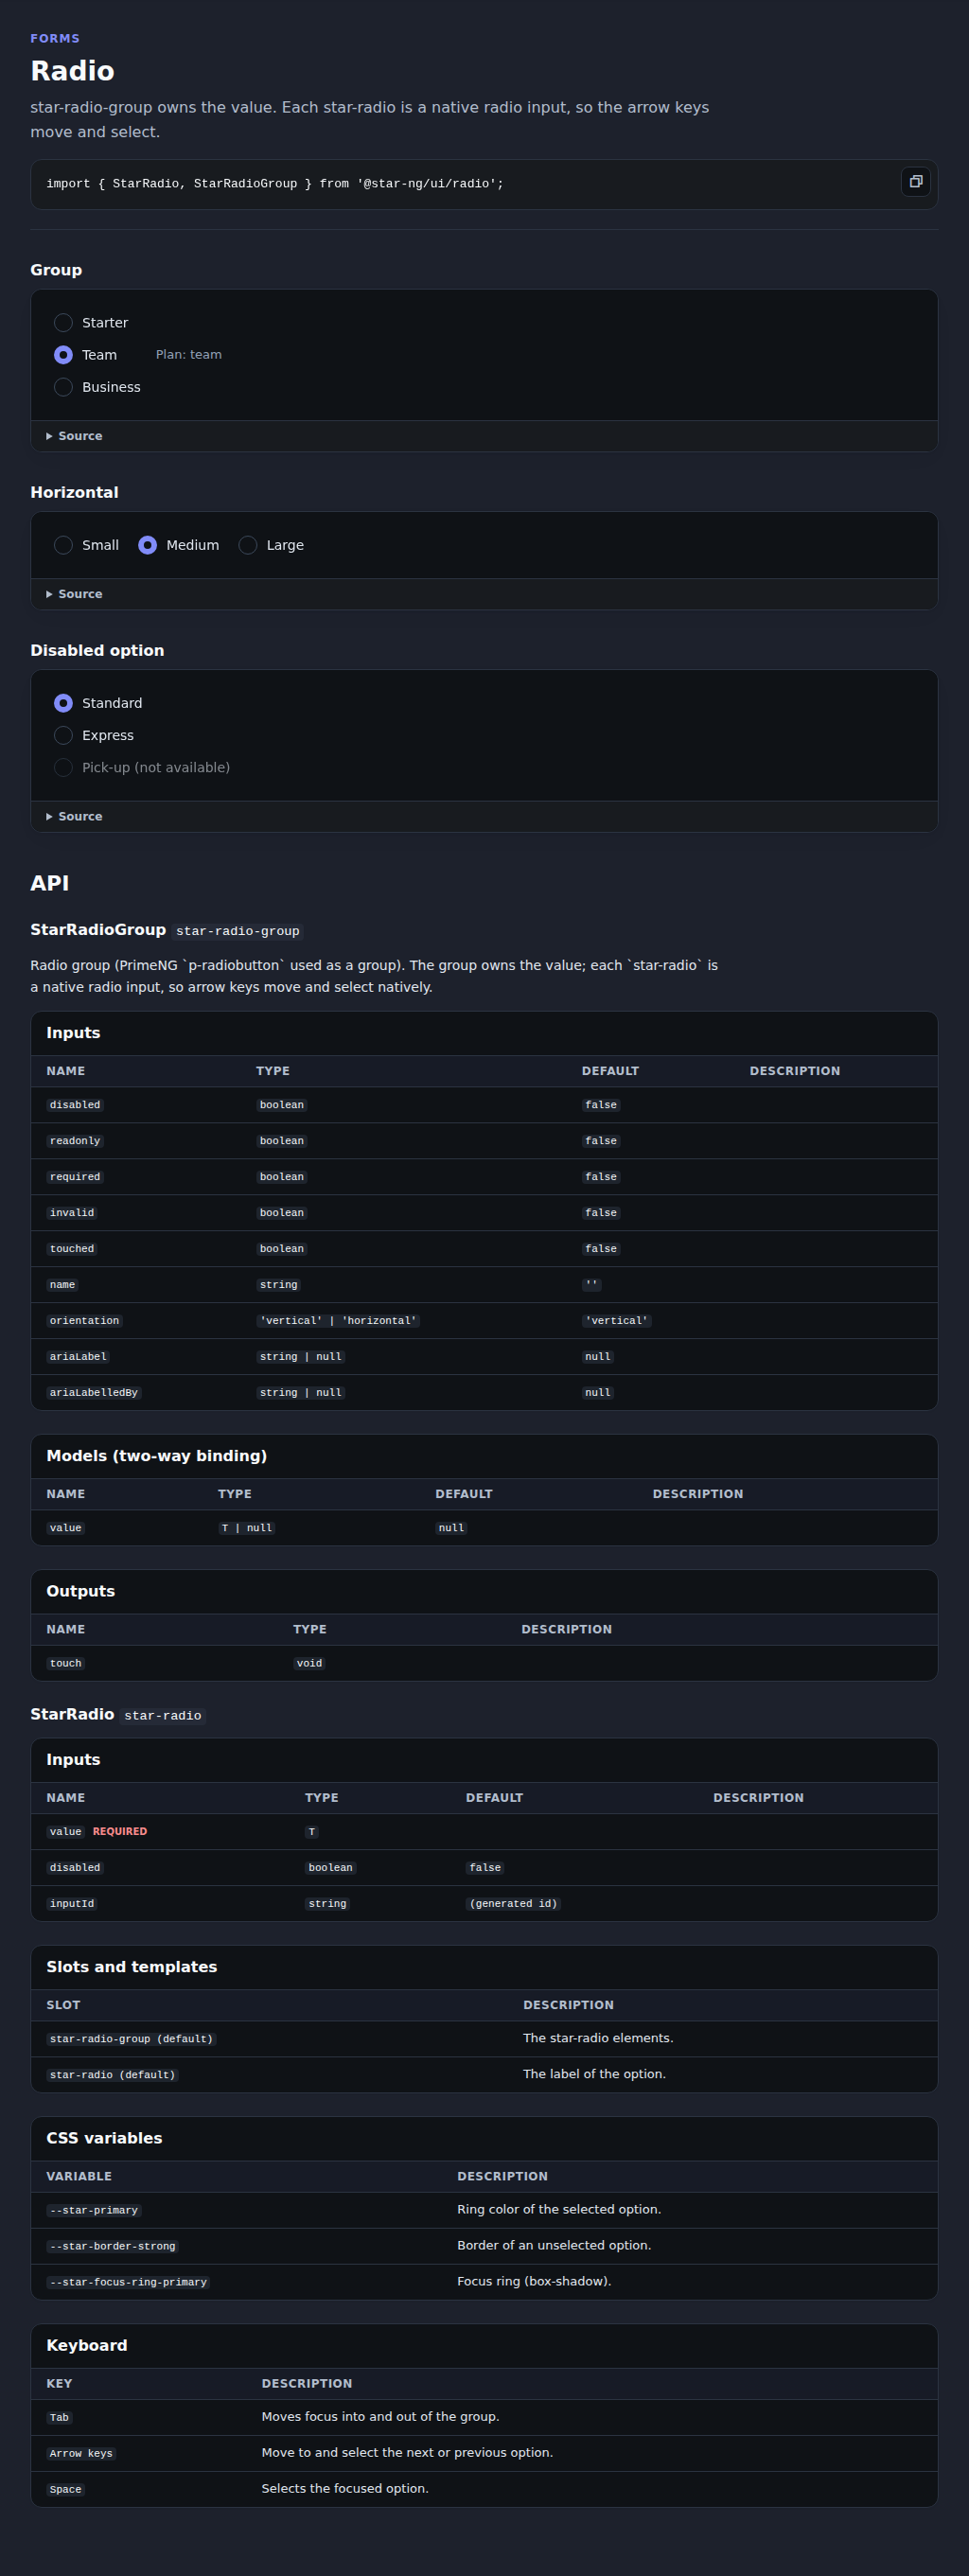 FORMS
Radio
star-radio-group owns the value. Each star-radio is a native radio input, so the arrow keys
move and select.
import { StarRadio, StarRadioGroup } from '@star-ng/ui/radio';
Group
Starter
Team Plan: team
Business
Source
Horizontal
Small Medium Large
Source
Disabled option
Standard
Express
Pick-up (not available)
Source
API
StarRadioGroup star-radio-group
Radio group (PrimeNG `p-radiobutton` used as a group). The group owns the value; each `star-radio` is
a native radio input, so arrow keys move and select natively.
Inputs
NAME TYPE DEFAULT DESCRIPTION
disabled boolean false
readonly boolean false
required boolean false
invalid boolean false
touched boolean false
name string ''
orientation 'vertical' | 'horizontal' 'vertical'
ariaLabel string | null null
ariaLabelledBy string | null null
Models (two-way binding)
NAME TYPE DEFAULT DESCRIPTION
value T | null null
Outputs
NAME TYPE DESCRIPTION
touch void
StarRadio star-radio
Inputs
NAME TYPE DEFAULT DESCRIPTION
value REQUIRED T
disabled boolean false
inputId string (generated id)
Slots and templates
SLOT DESCRIPTION
star-radio-group (default) The star-radio elements.
star-radio (default) The label of the option.
CSS variables
VARIABLE DESCRIPTION
--star-primary Ring color of the selected option.
--star-border-strong Border of an unselected option.
--star-focus-ring-primary Focus ring (box-shadow).
Keyboard
KEY DESCRIPTION
Tab Moves focus into and out of the group.
Arrow keys Move to and select the next or previous option.
Space Selects the focused option.